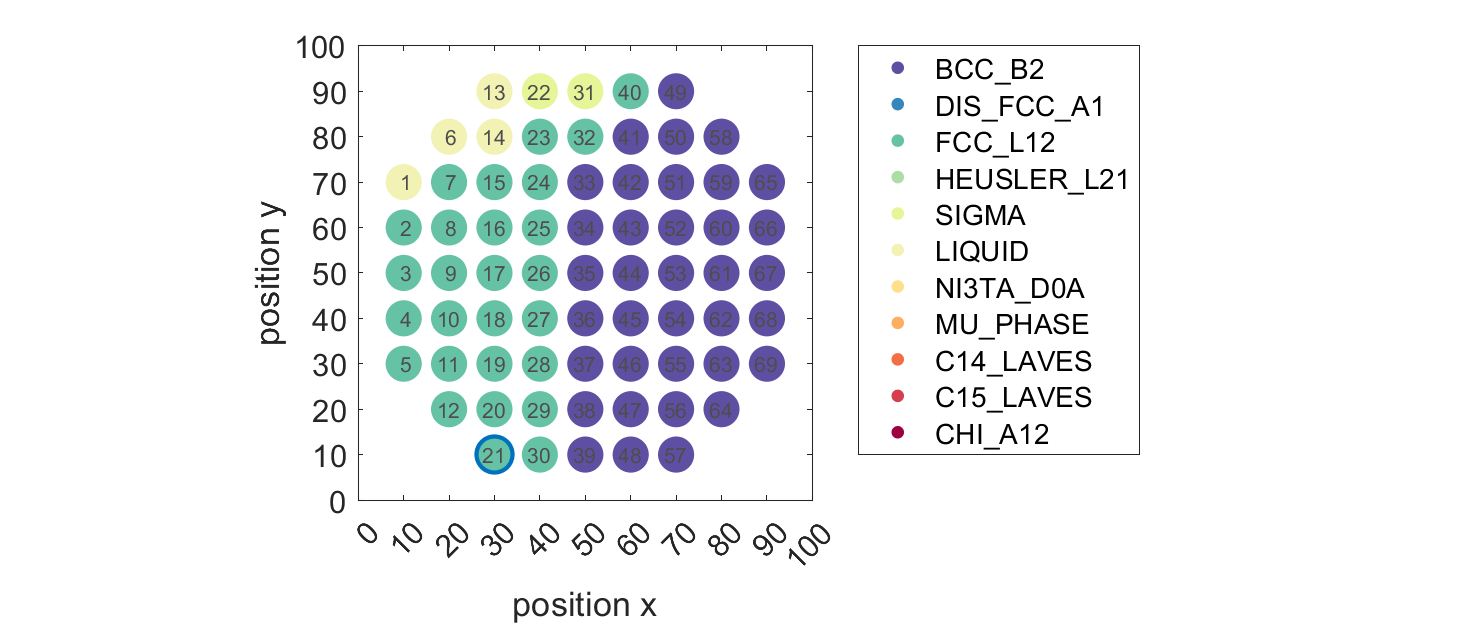 100
90
80
70
60
50
40
30
20
10
0
position y
13 22 31 40 49
6 14 23 32 41 50 58
1 7 15 24 33 42 51 59 65
2 8 16 25 34 43 52 60 66
3 9 17 26 35 44 53 61 67
4 10 18 27 36 45 54 62 68
5 11 19 28 37 46 55 63 69
12 20 29 38 47 56 64
21 30 39 48 57
0 10 20 30 40 50 60 70 80 90 100
position x
BCC_B2
DIS_FCC_A1
FCC_L12
HEUSLER_L21
SIGMA
LIQUID
NI3TA_D0A
MU_PHASE
C14_LAVES
C15_LAVES
CHI_A12